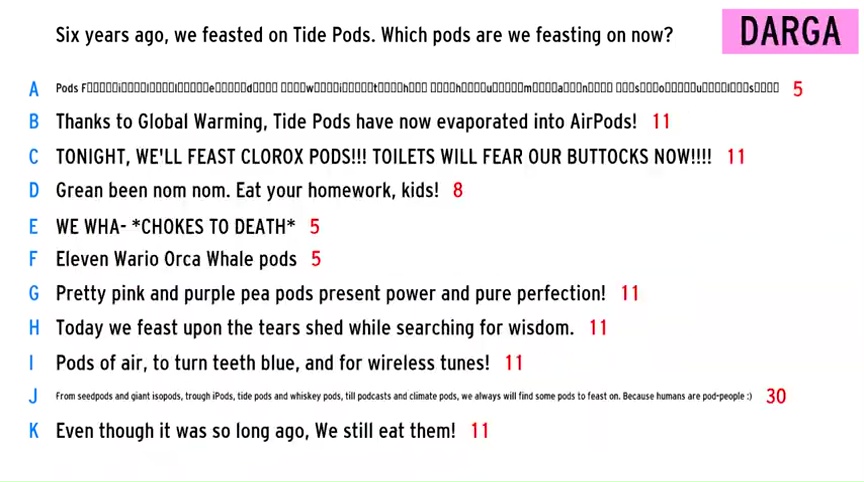 Six years ago, we feasted on Tide Pods. Which pods are we feasting on now?
DARGA
A Pods F▯▯▯▯▯i▯▯▯▯l▯▯▯▯l▯▯▯▯▯e▯▯▯▯▯d▯▯▯▯ ▯▯▯▯w▯▯▯▯i▯▯▯▯▯t▯▯▯▯h▯▯▯ ▯▯▯▯h▯▯▯▯u▯▯▯▯▯m▯▯▯▯a▯▯▯▯n▯▯▯▯ ▯▯▯s▯▯▯o▯▯▯▯▯u▯▯▯▯l▯▯▯s▯▯▯▯ 5
B Thanks to Global Warming, Tide Pods have now evaporated into AirPods! 11
C TONIGHT, WE'LL FEAST CLOROX PODS!!! TOILETS WILL FEAR OUR BUTTOCKS NOW!!!! 11
D Grean been nom nom. Eat your homework, kids! 8
E WE WHA- *CHOKES TO DEATH* 5
F Eleven Wario Orca Whale pods 5
G Pretty pink and purple pea pods present power and pure perfection! 11
H Today we feast upon the tears shed while searching for wisdom. 11
I Pods of air, to turn teeth blue, and for wireless tunes! 11
J From seedpods and giant isopods, trough iPods, tide pods and whiskey pods, till podcasts and climate pods, we always will find some pods to feast on. Because humans are pod-people :) 30
K Even though it was so long ago, We still eat them! 11